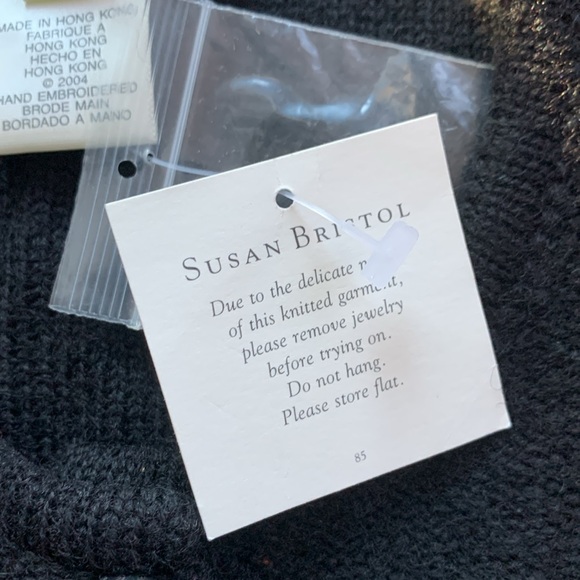 MADE IN HONG KONG
FABRIQUE A
HONG KONG
HECHO EN
HONG KONG
© 2004
HAND EMBROIDERED
BRODE MAIN
BORDADO A MANO
SUSAN BRISTOL
Due to the delicate
of this knitted garment,
please remove jewelry
before trying on.
Do not hang.
Please store flat.
85